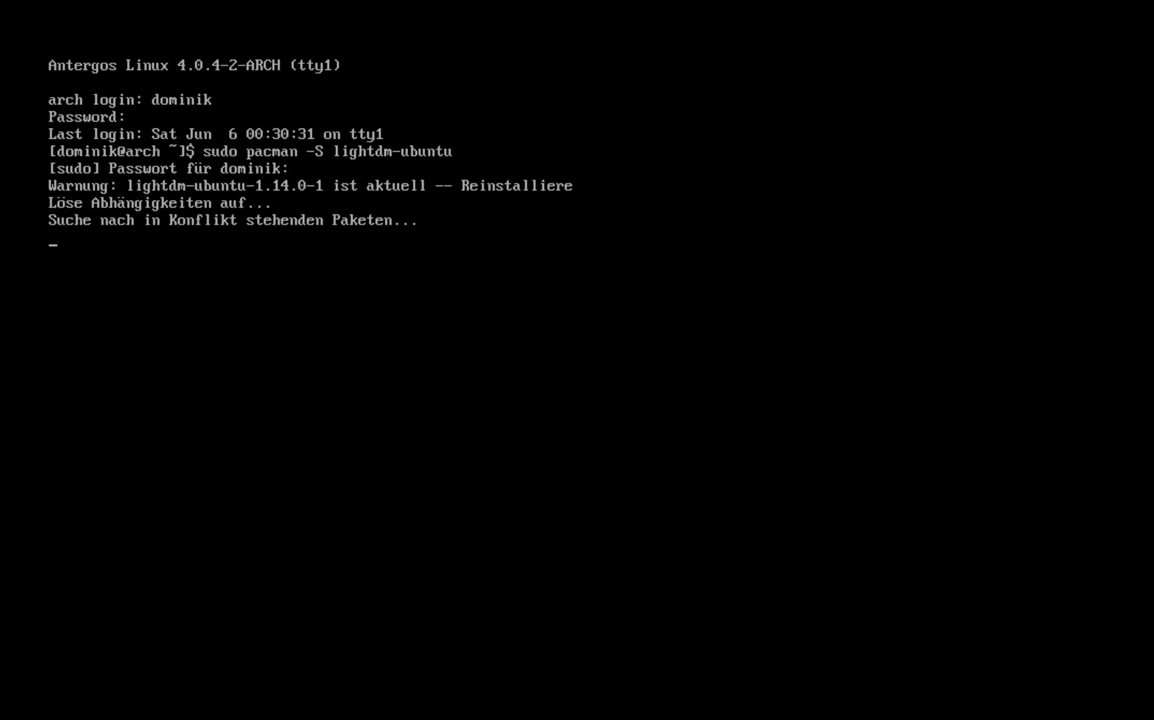 Antergos Linux 4.0.4-2-ARCH (tty1)
arch login: dominik
Password:
Last login: Sat Jun  6 00:30:31 on tty1
[dominik@arch ~]$ sudo pacman -S lightdm-ubuntu
[sudo] Passwort für dominik:
Warnung: lightdm-ubuntu-1.14.0-1 ist aktuell -- Reinstalliere
Löse Abhängigkeiten auf...
Suche nach in Konflikt stehenden Paketen...